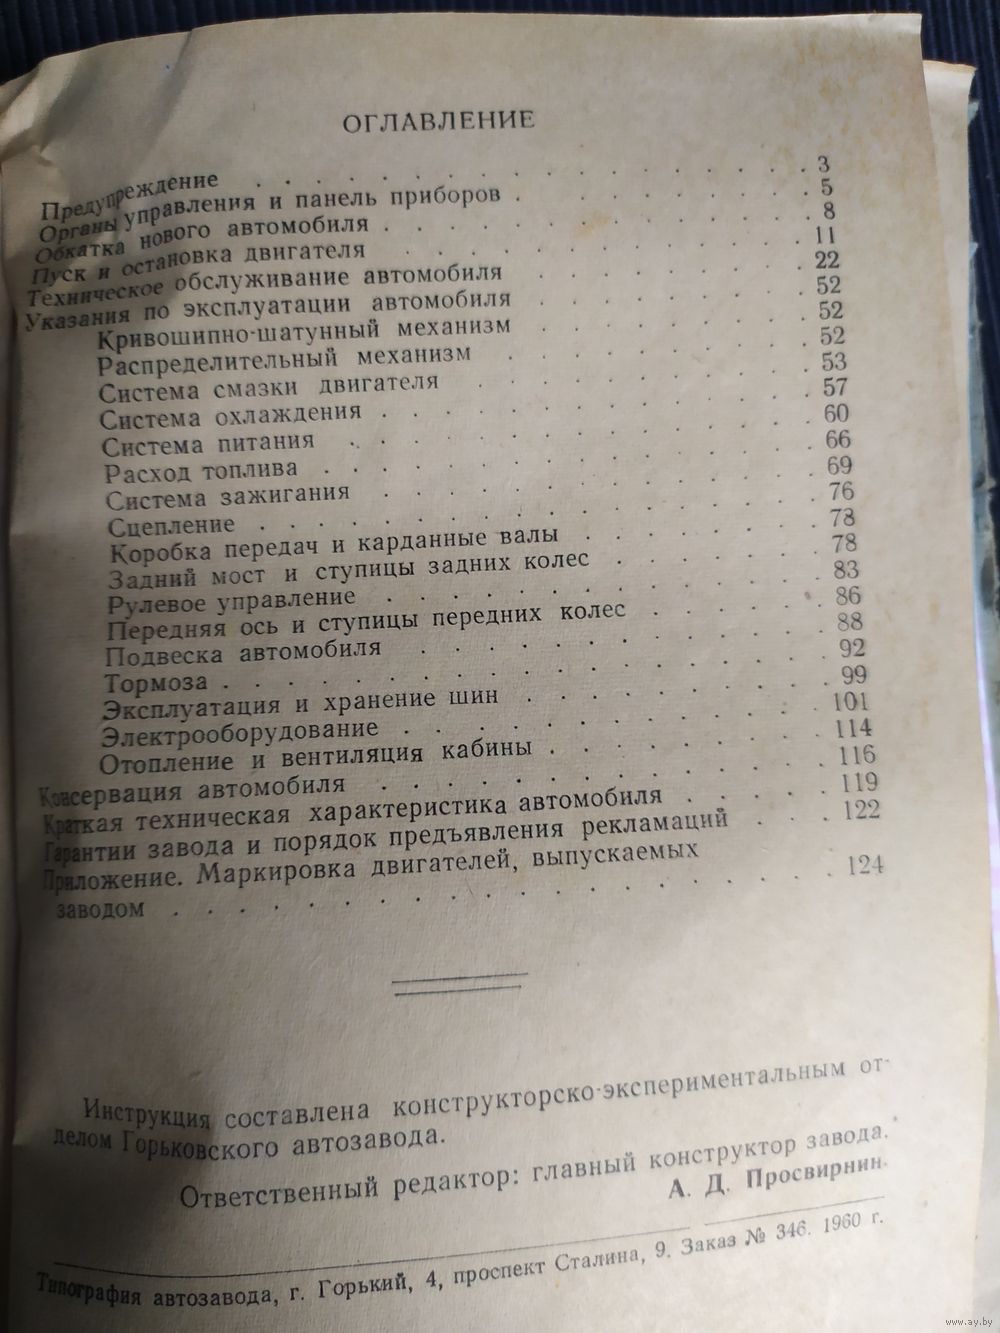 ОГЛАВЛЕНИЕ
Предупреждение . . . . . . . . . . . . . . 3
Органы управления и панель приборов . . . . . . . 5
Обкатка нового автомобиля . . . . . . . . . . 8
Пуск и остановка двигателя . . . . . . . . . . 11
Техническое обслуживание автомобиля . . . . . . . 22
Указания по эксплуатации автомобиля . . . . . . . 52
Кривошипно-шатунный механизм . . . . . . . 52
Распределительный механизм . . . . . . . . 52
Система смазки двигателя . . . . . . . . . 53
Система охлаждения . . . . . . . . . . . 57
Система питания . . . . . . . . . . . . 60
Расход топлива . . . . . . . . . . . . 66
Система зажигания . . . . . . . . . . . 69
Сцепление . . . . . . . . . . . . . . 76
Коробка передач и карданные валы . . . . . . 78
Задний мост и ступицы задних колес . . . . . 78
Рулевое управление . . . . . . . . . . . 83
Передняя ось и ступицы передних колес . . . . . 86
Подвеска автомобиля . . . . . . . . . . 88
Тормоза . . . . . . . . . . . . . . . 92
Эксплуатация и хранение шин . . . . . . . . 99
Электрооборудование . . . . . . . . . . . 101
Отопление и вентиляция кабины . . . . . . . 114
Консервация автомобиля . . . . . . . . . . . 116
Краткая техническая характеристика автомобиля . . . . . 119
Гарантии завода и порядок предъявления рекламаций . . . 122
Приложение. Маркировка двигателей, выпускаемых
заводом . . . . . . . . . . . . . . . . 124
Инструкция составлена конструкторско-экспериментальным от-
делом Горьковского автозавода.
Ответственный редактор: главный конструктор завода.
А. Д. Просвирнин.
Типография автозавода, г. Горький, 4, проспект Сталина, 9. Заказ № 346. 1960 г.
www.ay.by